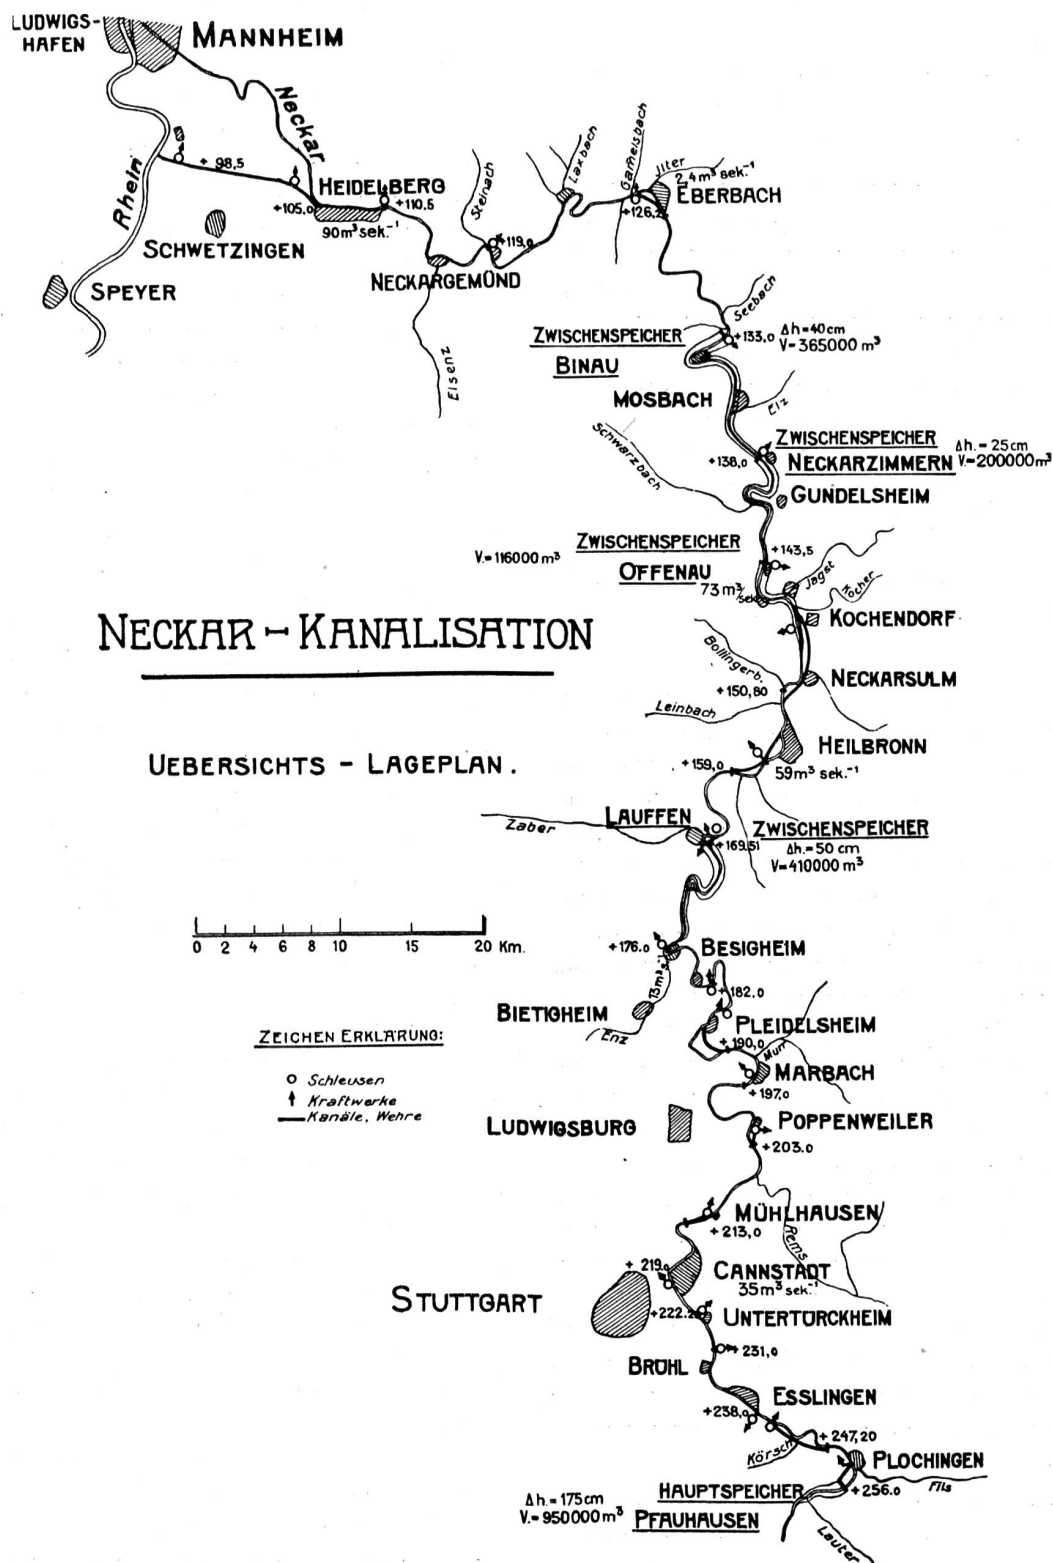 LUDWIGS-
HAFEN
MANNHEIM
Neckar
Rhein
+ 98,5
HEIDELBERG
+105.0
+110,5
90m³ sek.⁻¹
SCHWETZINGEN
SPEYER
NECKARGEMÜND
Steinach
+119,0
Laxbach
Ilter
2,4m³ sek.⁻¹
EBERBACH
+126,
Elsenz
Seebach
ZWISCHENSPEICHER
BINAU
+133,0
Δh=40cm
V=365000 m³
MOSBACH
Elz
Schwarzbach
ZWISCHENSPEICHER
NECKARZIMMERN
Δh.=25cm
V.=200000m³
+138,0
GUNDELSHEIM
ZWISCHENSPEICHER
OFFENAU
V.=116000m³
+143,5
73m³/sek
Jagst
Kocher
KOCHENDORF
NECKAR-KANALISATION
Bollingerb.
NECKARSULM
+150,80
Leinbach
UEBERSICHTS - LAGEPLAN.
HEILBRONN
+159,0
59m³ sek.⁻¹
LAUFFEN
Zaber
ZWISCHENSPEICHER
+169.51
Δh.=50 cm
V=410000 m³
0 2 4 6 8 10 15 20 Km.
+176.0
BESIGHEIM
13m³s⁻¹
+182.0
BIETIGHEIM
Enz
PLEIDELSHEIM
+190,0
Murr
ZEICHEN ERKLÄRUNG:
Schleusen
Kraftwerke
Kanäle, Wehre
MARBACH
+197,0
LUDWIGSBURG
POPPENWEILER
+203.0
MÜHLHAUSEN
+213,0
Rems
+ 219.0
CANNSTADT
35m³ sek.⁻¹
STUTTGART
+222.
UNTERTÜRCKHEIM
+231,0
BRÜHL
ESSLINGEN
+238,0
+ 247,20
Körsch
PLOCHINGEN
Fils
+256.0
HAUPTSPEICHER
PFAUHAUSEN
Δh.=175cm
V.=950000m³
Lauter